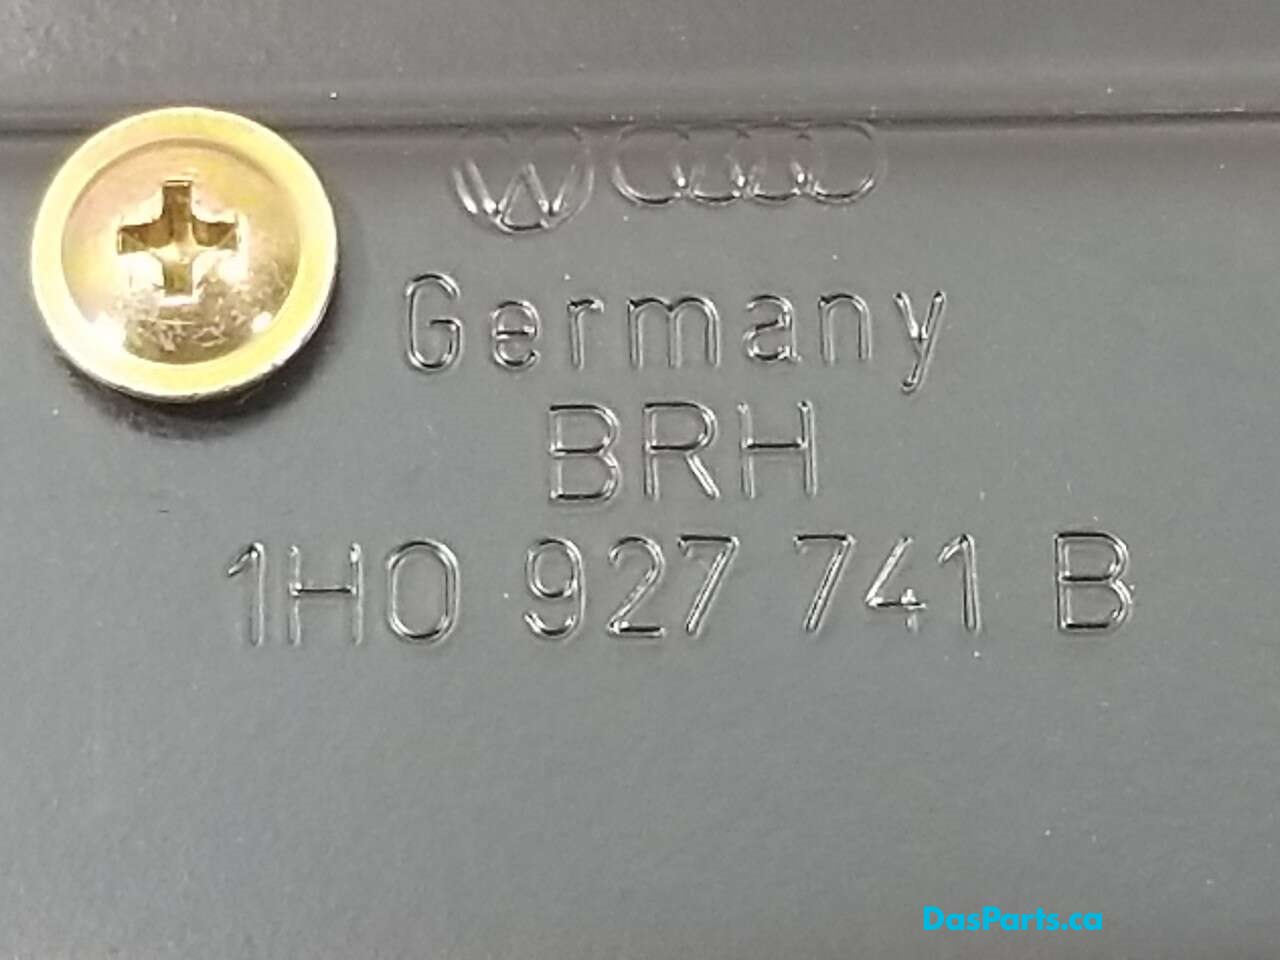 Germany
BRH
1H0 927 741 B
DasParts.ca